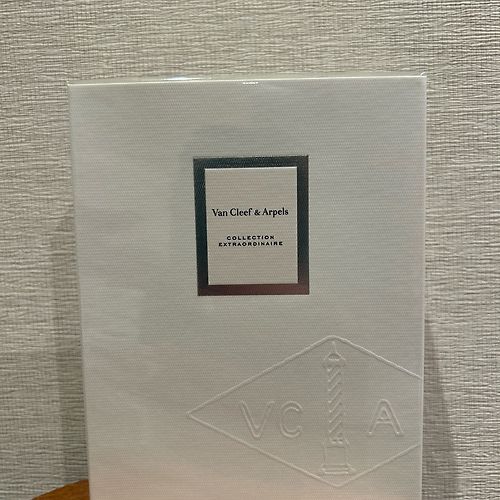 Van Cleef & Arpels
COLLECTION
EXTRAORDINAIRE
VC A